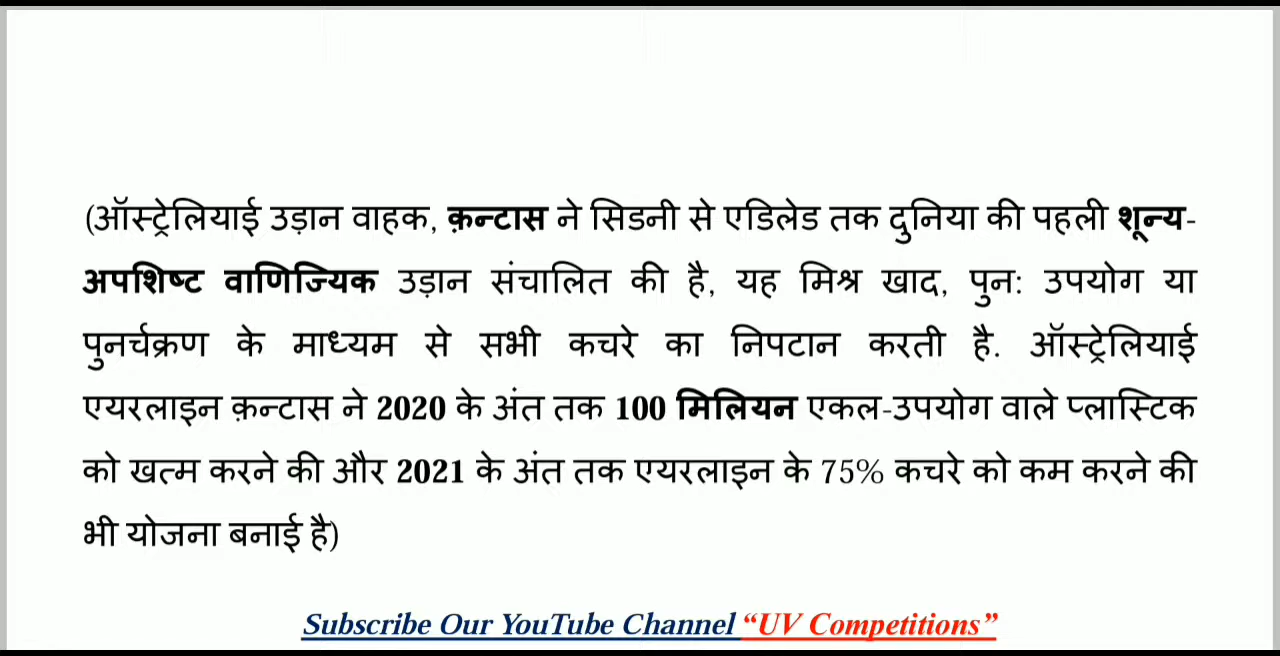 (ऑस्ट्रेलियाई उड़ान वाहक, क़न्टास ने सिडनी से एडिलेड तक दुनिया की पहली शून्य-
अपशिष्ट वाणिज्यिक उड़ान संचालित की है, यह मिश्र खाद, पुन: उपयोग या
पुनर्चक्रण के माध्यम से सभी कचरे का निपटान करती है. ऑस्ट्रेलियाई
एयरलाइन क़न्टास ने 2020 के अंत तक 100 मिलियन एकल-उपयोग वाले प्लास्टिक
को खत्म करने की और 2021 के अंत तक एयरलाइन के 75% कचरे को कम करने की
भी योजना बनाई है)
Subscribe Our YouTube Channel “UV Competitions”